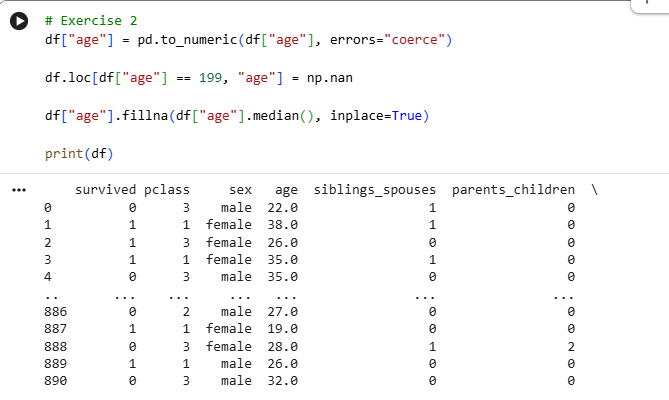 # Exercise 2
df["age"] = pd.to_numeric(df["age"], errors="coerce")
df.loc[df["age"] == 199, "age"] = np.nan
df["age"].fillna(df["age"].median(), inplace=True)
print(df)
survived pclass sex age siblings_spouses parents_children \
0 0 3 male 22.0 1 0
1 1 1 female 38.0 1 0
2 1 3 female 26.0 0 0
3 1 1 female 35.0 1 0
4 0 3 male 35.0 0 0
.. ... ... ... ... ... ...
886 0 2 male 27.0 0 0
887 1 1 female 19.0 0 0
888 0 3 female 28.0 1 2
889 1 1 male 26.0 0 0
890 0 3 male 32.0 0 0